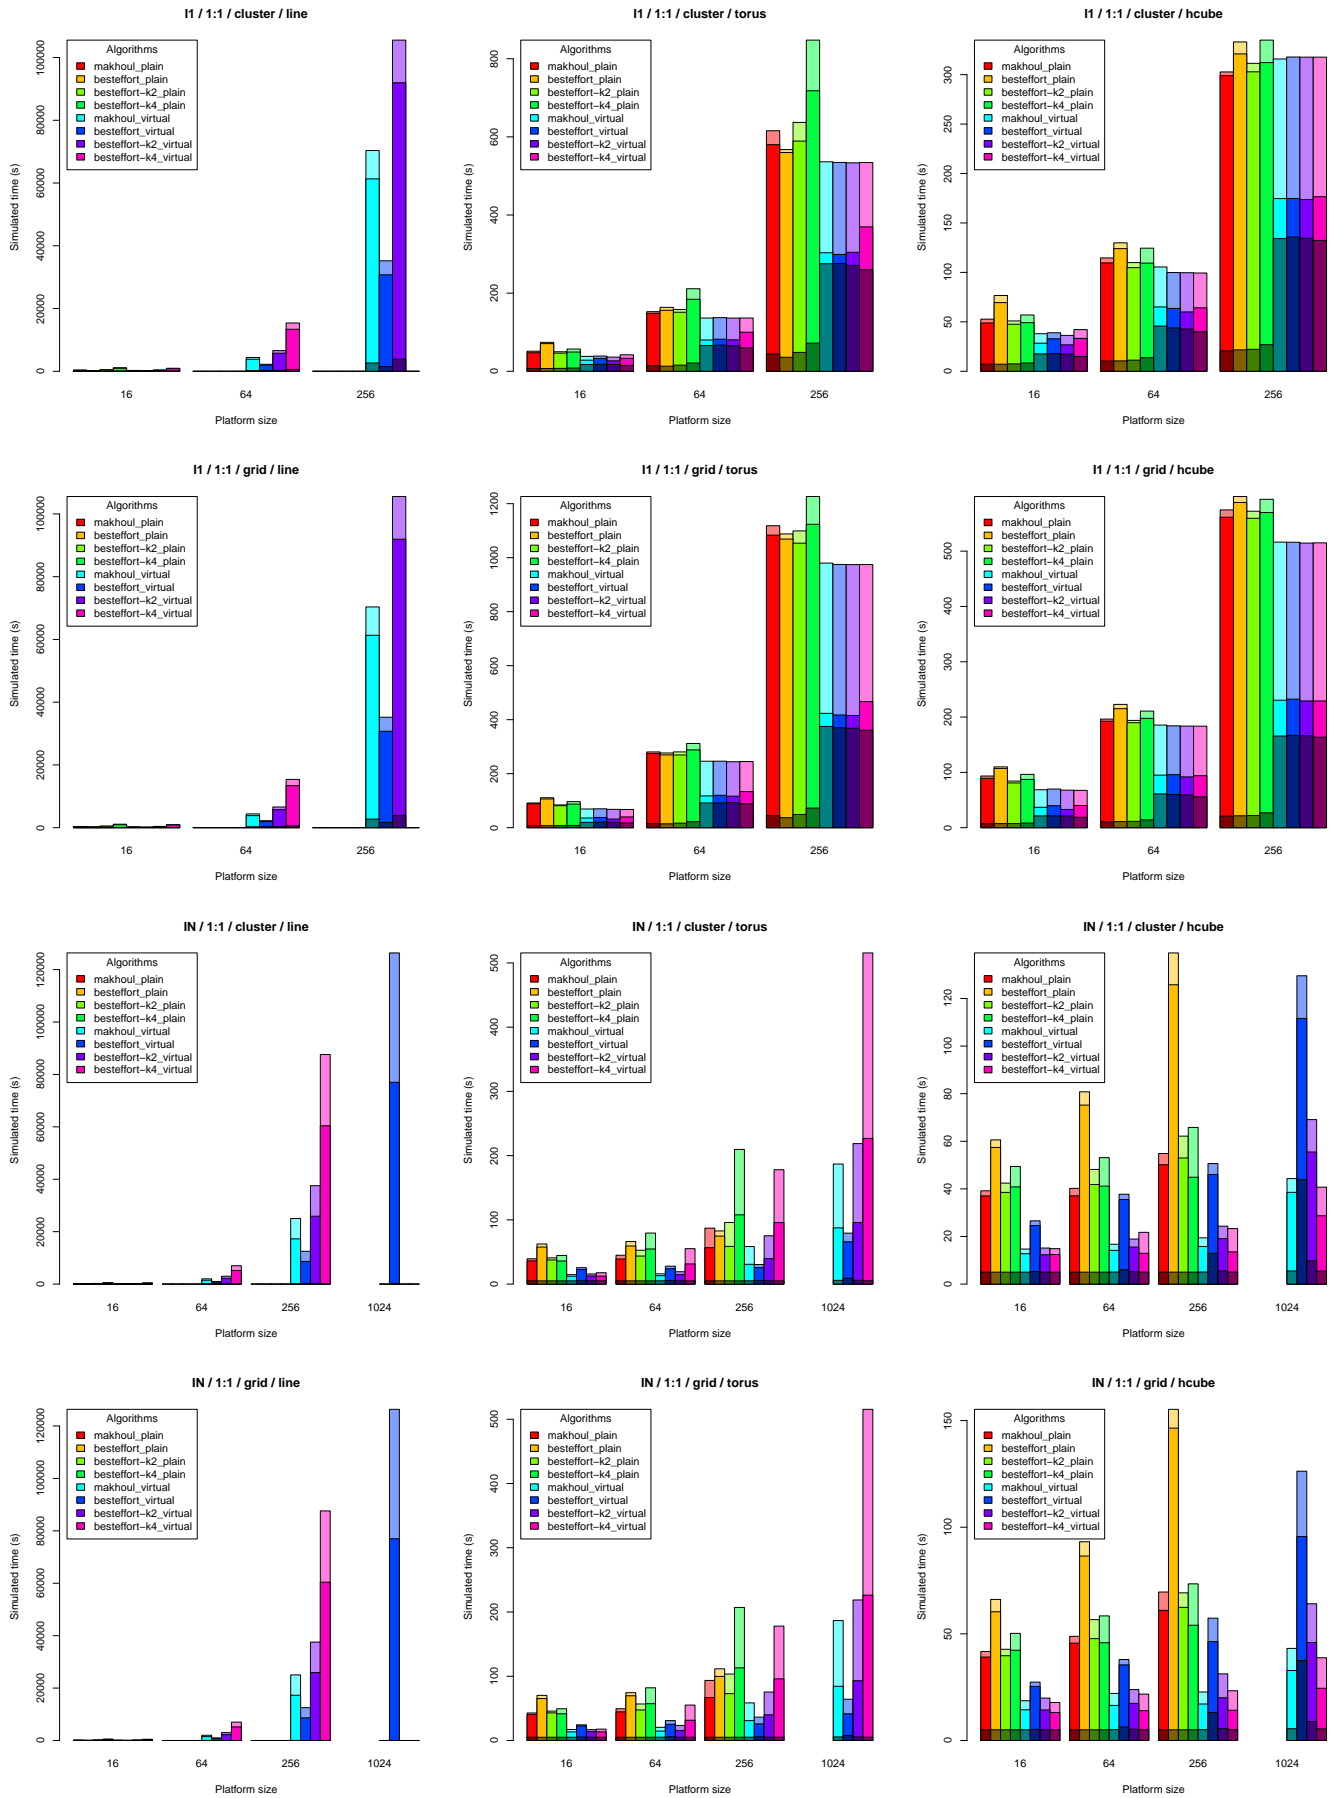 I1 / 1:1 / cluster / line
Simulated time (s)
0 20000 40000 60000 80000 100000
Algorithms
makhoul_plain
besteffort_plain
besteffort−k2_plain
besteffort−k4_plain
makhoul_virtual
besteffort_virtual
besteffort−k2_virtual
besteffort−k4_virtual
16 64 256
Platform size
I1 / 1:1 / cluster / torus
Simulated time (s)
0 200 400 600 800
Algorithms
makhoul_plain
besteffort_plain
besteffort−k2_plain
besteffort−k4_plain
makhoul_virtual
besteffort_virtual
besteffort−k2_virtual
besteffort−k4_virtual
16 64 256
Platform size
I1 / 1:1 / cluster / hcube
Simulated time (s)
0 50 100 150 200 250 300
Algorithms
makhoul_plain
besteffort_plain
besteffort−k2_plain
besteffort−k4_plain
makhoul_virtual
besteffort_virtual
besteffort−k2_virtual
besteffort−k4_virtual
16 64 256
Platform size
I1 / 1:1 / grid / line
Simulated time (s)
0 20000 40000 60000 80000 100000
Algorithms
makhoul_plain
besteffort_plain
besteffort−k2_plain
besteffort−k4_plain
makhoul_virtual
besteffort_virtual
besteffort−k2_virtual
besteffort−k4_virtual
16 64 256
Platform size
I1 / 1:1 / grid / torus
Simulated time (s)
0 200 400 600 800 1000 1200
Algorithms
makhoul_plain
besteffort_plain
besteffort−k2_plain
besteffort−k4_plain
makhoul_virtual
besteffort_virtual
besteffort−k2_virtual
besteffort−k4_virtual
16 64 256
Platform size
I1 / 1:1 / grid / hcube
Simulated time (s)
0 100 200 300 400 500
Algorithms
makhoul_plain
besteffort_plain
besteffort−k2_plain
besteffort−k4_plain
makhoul_virtual
besteffort_virtual
besteffort−k2_virtual
besteffort−k4_virtual
16 64 256
Platform size
IN / 1:1 / cluster / line
Simulated time (s)
0 20000 40000 60000 80000 100000 120000
Algorithms
makhoul_plain
besteffort_plain
besteffort−k2_plain
besteffort−k4_plain
makhoul_virtual
besteffort_virtual
besteffort−k2_virtual
besteffort−k4_virtual
16 64 256 1024
Platform size
IN / 1:1 / cluster / torus
Simulated time (s)
0 100 200 300 400 500
Algorithms
makhoul_plain
besteffort_plain
besteffort−k2_plain
besteffort−k4_plain
makhoul_virtual
besteffort_virtual
besteffort−k2_virtual
besteffort−k4_virtual
16 64 256 1024
Platform size
IN / 1:1 / cluster / hcube
Simulated time (s)
0 20 40 60 80 100 120
Algorithms
makhoul_plain
besteffort_plain
besteffort−k2_plain
besteffort−k4_plain
makhoul_virtual
besteffort_virtual
besteffort−k2_virtual
besteffort−k4_virtual
16 64 256 1024
Platform size
IN / 1:1 / grid / line
Simulated time (s)
0 20000 40000 60000 80000 100000 120000
Algorithms
makhoul_plain
besteffort_plain
besteffort−k2_plain
besteffort−k4_plain
makhoul_virtual
besteffort_virtual
besteffort−k2_virtual
besteffort−k4_virtual
16 64 256 1024
Platform size
IN / 1:1 / grid / torus
Simulated time (s)
0 100 200 300 400 500
Algorithms
makhoul_plain
besteffort_plain
besteffort−k2_plain
besteffort−k4_plain
makhoul_virtual
besteffort_virtual
besteffort−k2_virtual
besteffort−k4_virtual
16 64 256 1024
Platform size
IN / 1:1 / grid / hcube
Simulated time (s)
0 50 100 150
Algorithms
makhoul_plain
besteffort_plain
besteffort−k2_plain
besteffort−k4_plain
makhoul_virtual
besteffort_virtual
besteffort−k2_virtual
besteffort−k4_virtual
16 64 256 1024
Platform size